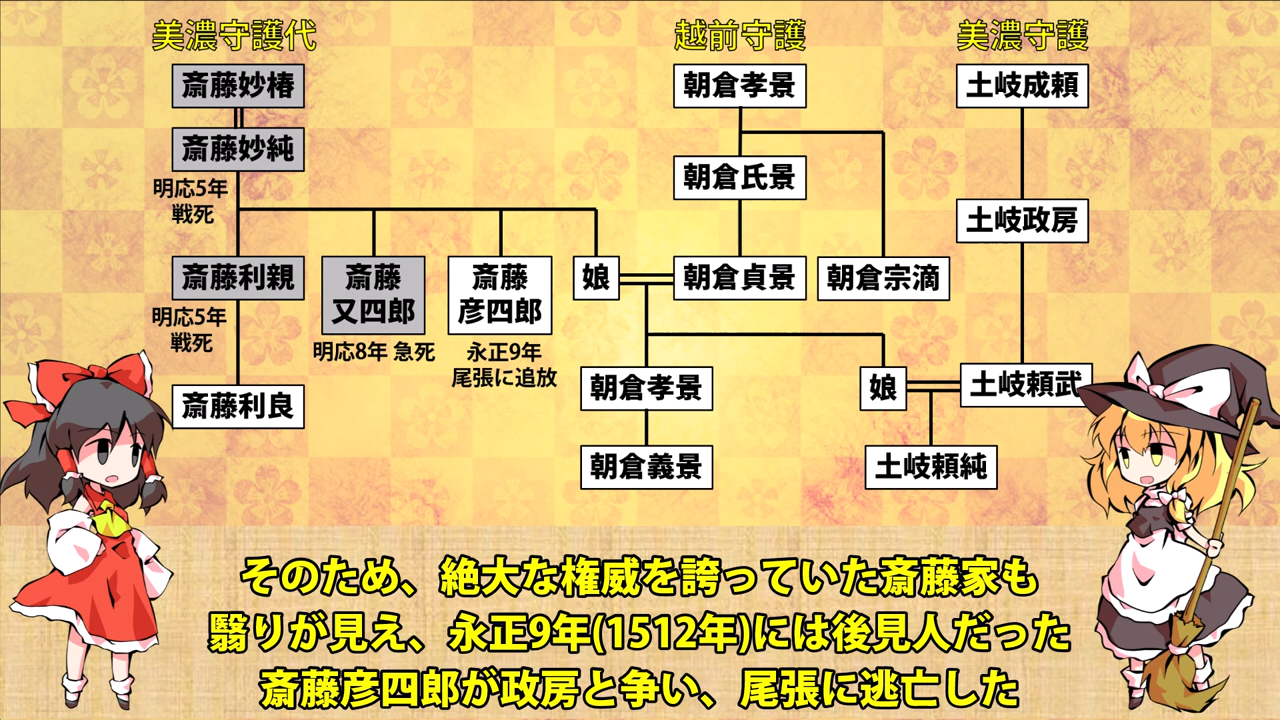 美濃守護代
越前守護
美濃守護
斎藤妙椿
朝倉孝景
土岐成頼
斎藤妙純
朝倉氏景
明応5年
戦死
土岐政房
斎藤利親
斎藤
又四郎
斎藤
彦四郎
娘
朝倉貞景
朝倉宗滴
明応5年
戦死
明応8年 急死
永正9年
尾張に追放
斎藤利良
朝倉孝景
娘
土岐頼武
朝倉義景
土岐頼純
そのため、絶大な権威を誇っていた斎藤家も
翳りが見え、永正9年(1512年)には後見人だった
斎藤彦四郎が政房と争い、尾張に逃亡した